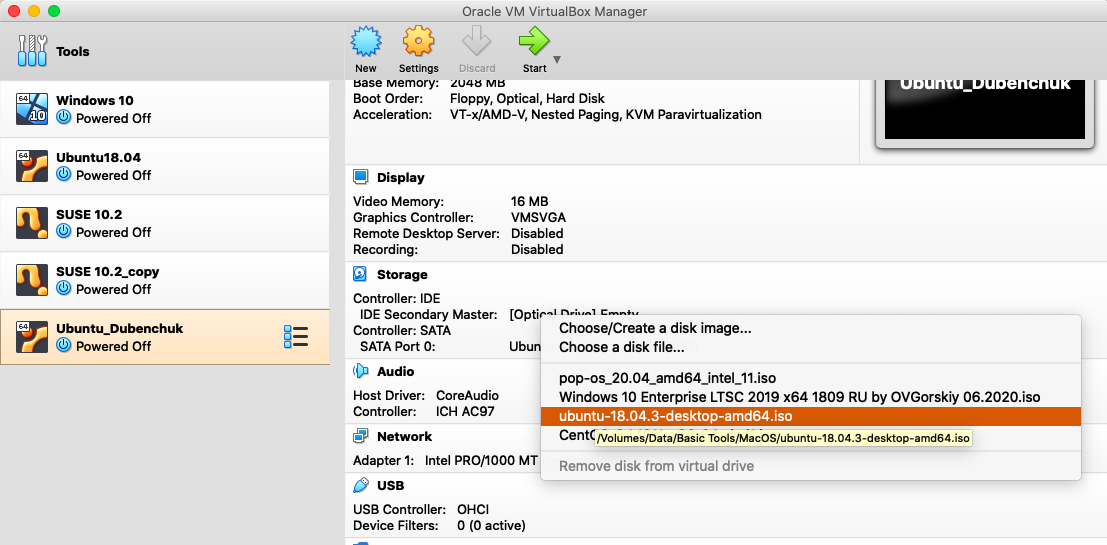 Oracle VM VirtualBox Manager
Tools
New
Settings
Discard
Start
64
Windows 10
10
Powered Off
64
Ubuntu18.04
Powered Off
SUSE 10.2
Powered Off
SUSE 10.2_copy
Powered Off
64
Ubuntu_Dubenchuk
Powered Off
Base Memory: 2048 MB
Boot Order: Floppy, Optical, Hard Disk
Acceleration: VT-x/AMD-V, Nested Paging, KVM Paravirtualization
Ubuntu_Dubenchuk
Display
Video Memory: 16 MB
Graphics Controller: VMSVGA
Remote Desktop Server: Disabled
Recording: Disabled
Storage
Controller: IDE
IDE Secondary Master: [Optical Drive] Empty
Controller: SATA
SATA Port 0: Ubun
Choose/Create a disk image...
Choose a disk file...
pop-os_20.04_amd64_intel_11.iso
Windows 10 Enterprise LTSC 2019 x64 1809 RU by OVGorskiy 06.2020.iso
ubuntu-18.04.3-desktop-amd64.iso
/Volumes/Data/Basic Tools/MacOS/ubuntu-18.04.3-desktop-amd64.iso
Remove disk from virtual drive
Audio
Host Driver: CoreAudio
Controller: ICH AC97
Network
Adapter 1: Intel PRO/1000 MT
USB
USB Controller: OHCI
Device Filters: 0 (0 active)